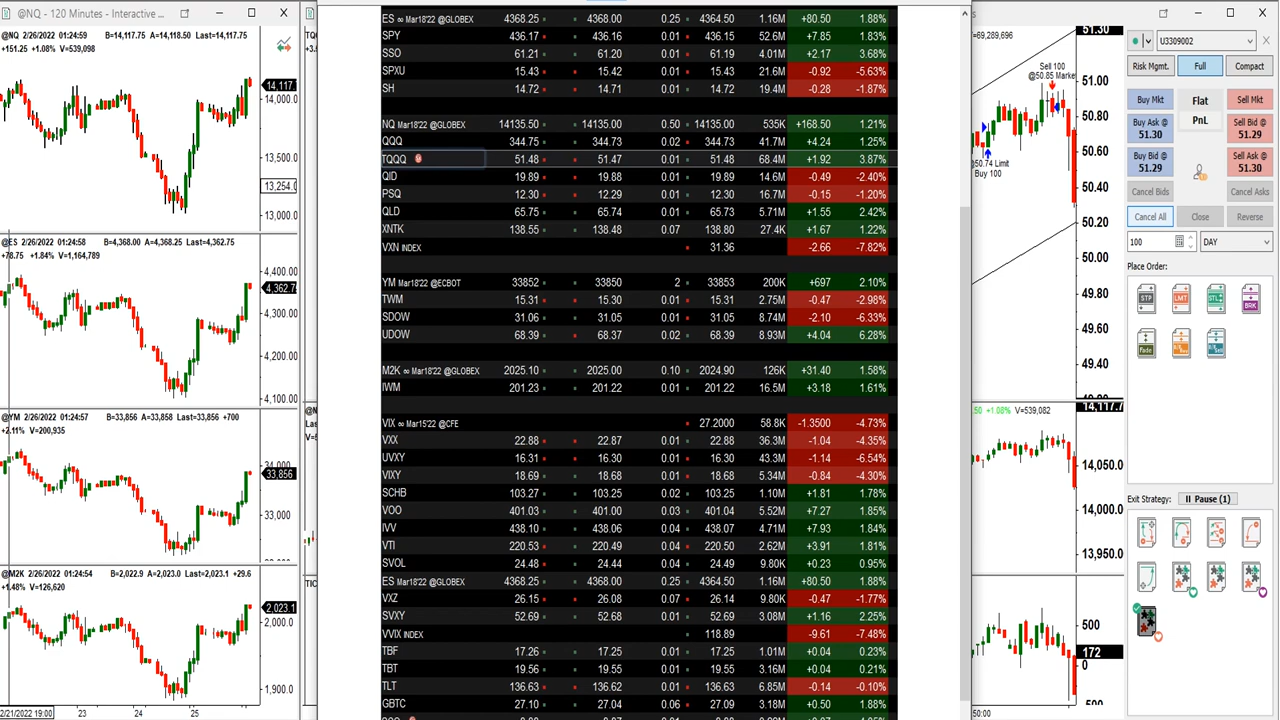 @NQ - 120 Minutes - Interactive ...
@NQ 2/26/2022 01:24:59 B=14,117.75 A=14,118.50 Last=14,117.75
+151.25 +1.08% V=539,098
14,117.
14,000.
13,500.
13,254.0
13,000.
@ES 2/26/2022 01:24:58 B=4,368.00 A=4,368.25 Last=4,362.75
+78.75 +1.84% V=1,164,789
4,400.
4,362.7
4,300.
4,200.
4,100.
@YM 2/26/2022 01:24:57 B=33,856 A=33,858 Last=33,856 +700
+2.11% V=200,935
34,000
33,856
33,000
@M2K 2/26/2022 01:24:54 B=2,022.9 A=2,023.0 Last=2,023.1 +29.6
+1.48% V=126,620
2,023.1
2,000.
1,900.
2/21/2022 23 24 25
ES ∞ Mar18'22 @GLOBEX 4368.25 4368.00 0.25 4364.50 1.16M +80.50 1.88%
SPY 436.17 436.16 0.01 436.15 52.6M +7.85 1.83%
SSO 61.21 61.20 0.01 61.19 4.01M +2.17 3.68%
SPXU 15.43 15.42 0.01 15.43 21.6M -0.92 -5.63%
SH 14.72 14.71 0.01 14.72 19.4M -0.28 -1.87%
NQ Mar18'22 @GLOBEX 14135.50 14135.00 0.50 14135.00 535K +168.50 1.21%
QQQ 344.75 344.73 0.02 344.73 41.7M +4.24 1.25%
TQQQ 51.48 51.47 0.01 51.48 68.4M +1.92 3.87%
QID 19.89 19.88 0.01 19.89 14.6M -0.49 -2.40%
PSQ 12.30 12.29 0.01 12.30 16.7M -0.15 -1.20%
QLD 65.75 65.74 0.01 65.73 5.71M +1.55 2.42%
XNTK 138.55 138.48 0.07 138.80 27.4K +1.67 1.22%
VXN INDEX 31.36 -2.66 -7.82%
YM Mar18'22 @ECBOT 33852 33850 2 33853 200K +697 2.10%
TWM 15.31 15.30 0.01 15.31 2.75M -0.47 -2.98%
SDOW 31.06 31.05 0.01 31.05 8.74M -2.10 -6.33%
UDOW 68.39 68.37 0.02 68.39 8.93M +4.04 6.28%
M2K ∞ Mar18'22 @GLOBEX 2025.10 2025.00 0.10 2024.90 126K +31.40 1.58%
IWM 201.23 201.22 0.01 201.22 16.5M +3.18 1.61%
VIX ∞ Mar15'22 @CFE 27.2000 58.8K -1.3500 -4.73%
VXX 22.88 22.87 0.01 22.88 36.3M -1.04 -4.35%
UVXY 16.31 16.30 0.01 16.30 43.3M -1.14 -6.54%
VIXY 18.69 18.68 0.01 18.68 5.34M -0.84 -4.30%
SCHB 103.27 103.25 0.02 103.25 1.10M +1.81 1.78%
VOO 401.03 401.00 0.03 401.04 5.52M +7.27 1.85%
IVV 438.10 438.06 0.04 438.07 4.71M +7.93 1.84%
VTI 220.53 220.49 0.04 220.50 2.62M +3.91 1.81%
SVOL 24.48 24.44 0.04 24.49 9.80K +0.23 0.95%
ES ∞ Mar18'22 @GLOBEX 4368.25 4368.00 0.25 4364.50 1.16M +80.50 1.88%
VXZ 26.15 26.08 0.07 26.14 9.80K -0.47 -1.77%
SVXY 52.69 52.68 0.01 52.69 3.08M +1.16 2.25%
VVIX INDEX 118.89 -9.61 -7.48%
TBF 17.26 17.25 0.01 17.25 1.01M +0.04 0.23%
TBT 19.56 19.55 0.01 19.55 3.16M +0.04 0.21%
TLT 136.63 136.62 0.01 136.63 6.85M -0.14 -0.10%
GBTC 27.10 27.04 0.06 27.09 3.18M +0.50 1.88%
69,289,696
51.30
Sell 100
@50.85 Marke
51.00
50.80
50.60
@50.74 Limit
Buy 100
50.40
50.20
50.00
49.80
49.60
49.40
.50 +1.08% V=539,082
14,117.7
14,050.
14,000.
13,950.
500
172
0
-500
50:00
U3309002
Risk Mgmt. Full Compact
Buy Mkt Flat Sell Mkt
Buy Ask @ 51.30 PnL Sell Bid @ 51.29
Buy Bid @ 51.29 Sell Ask @ 51.30
Cancel Bids Cancel Asks
Cancel All Close Reverse
100 DAY
Place Order:
STP LMT STL BRK
Fade
Exit Strategy: Pause (1)